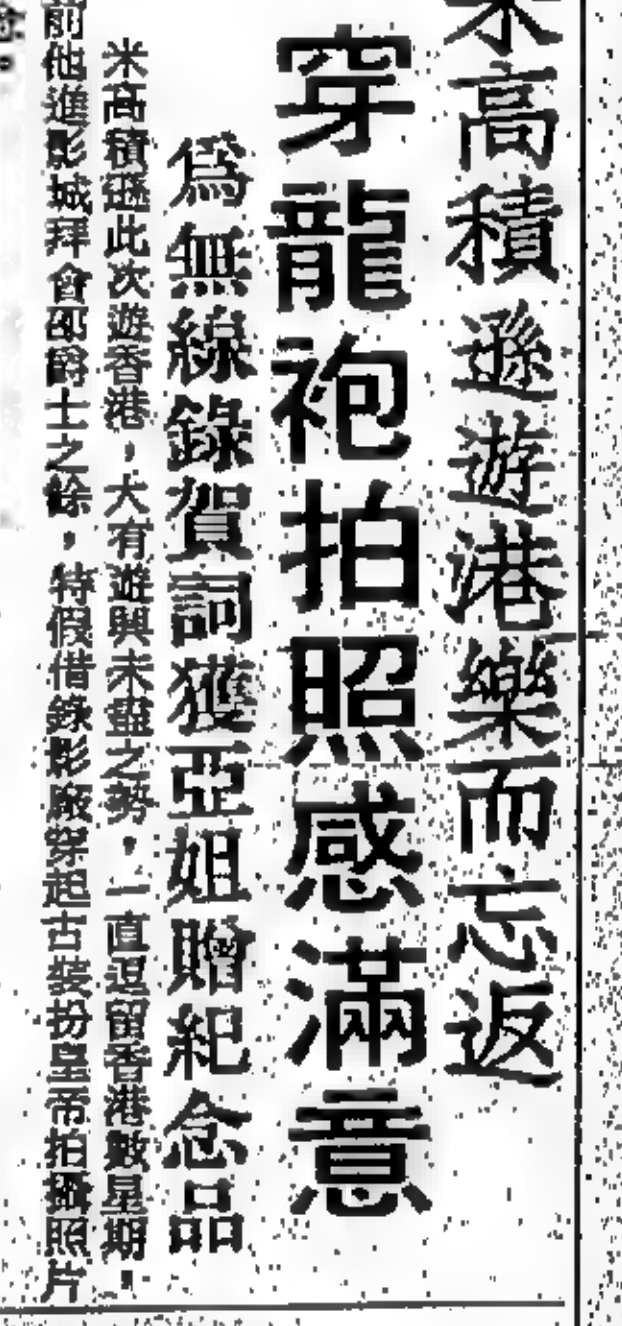 米高積遜遊港樂而忘返
穿龍袍拍照感滿意
為無線錄賀詞獲亞姐贈紀念品
米高積遜此次遊香港，大有遊興未盡之勢，一直逗留香港數星期。
前他進影城拜會邵爵士之餘，特假借錄影廠穿起古裝扮皇帝拍攝照片